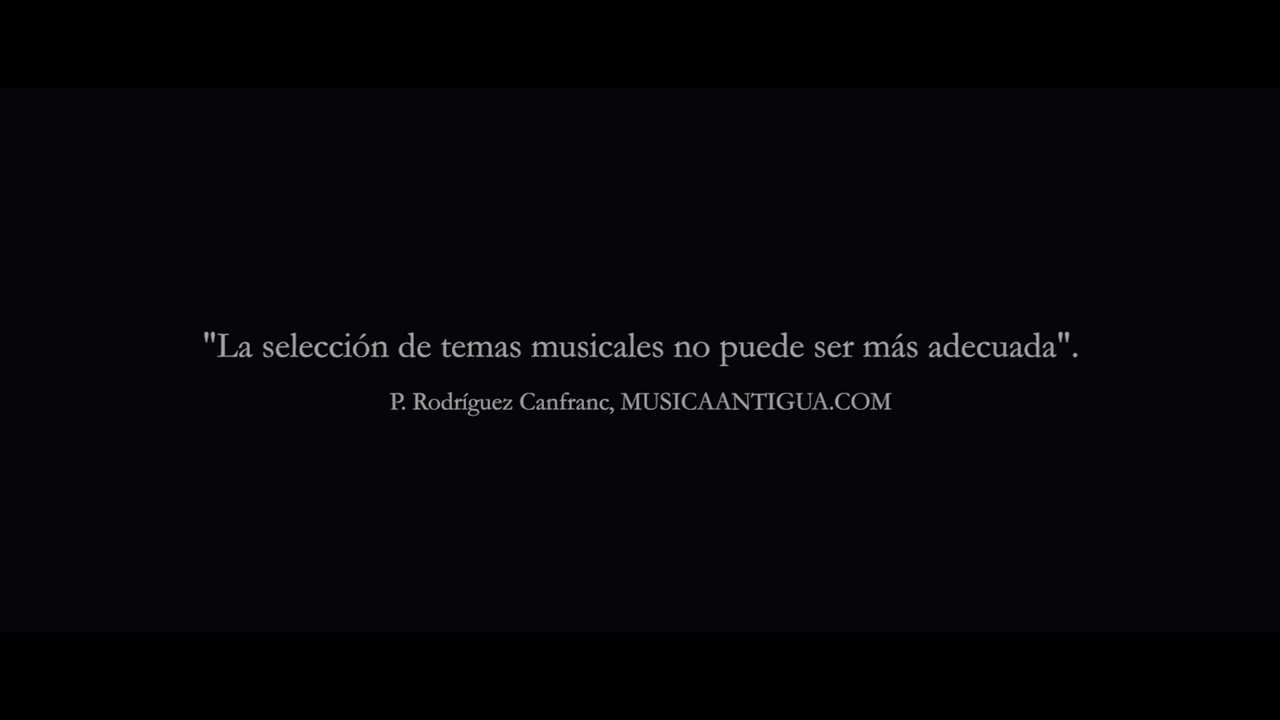 "La selección de temas musicales no puede ser más adecuada".
P. Rodríguez Canfranc, MUSICAANTIGUA.COM